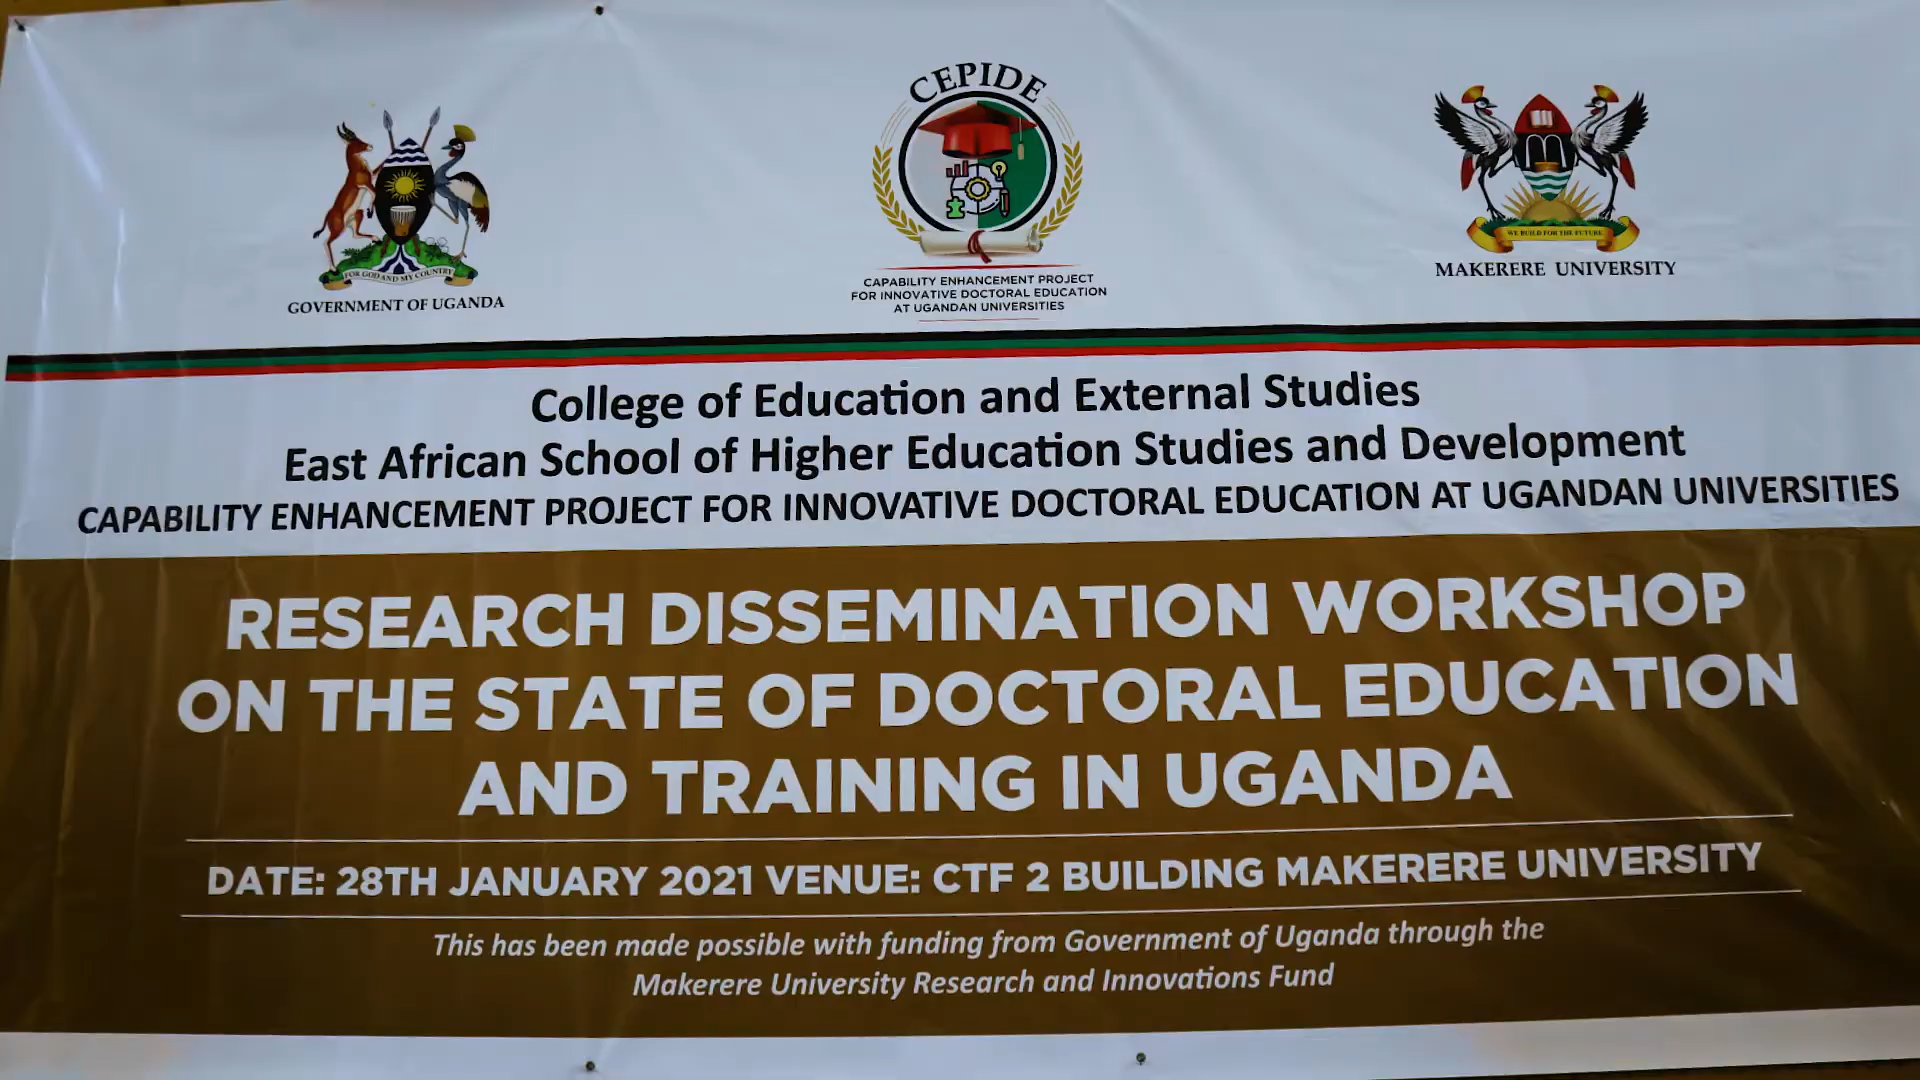 CEPIDE
FOR GOD AND MY COUNTRY
GOVERNMENT OF UGANDA
CAPABILITY ENHANCEMENT PROJECT
FOR INNOVATIVE DOCTORAL EDUCATION
AT UGANDAN UNIVERSITIES
WE BUILD FOR THE FUTURE
MAKERERE UNIVERSITY
College of Education and External Studies
East African School of Higher Education Studies and Development
CAPABILITY ENHANCEMENT PROJECT FOR INNOVATIVE DOCTORAL EDUCATION AT UGANDAN UNIVERSITIES
RESEARCH DISSEMINATION WORKSHOP
ON THE STATE OF DOCTORAL EDUCATION
AND TRAINING IN UGANDA
DATE: 28TH JANUARY 2021 VENUE: CTF 2 BUILDING MAKERERE UNIVERSITY
This has been made possible with funding from Government of Uganda through the
Makerere University Research and Innovations Fund